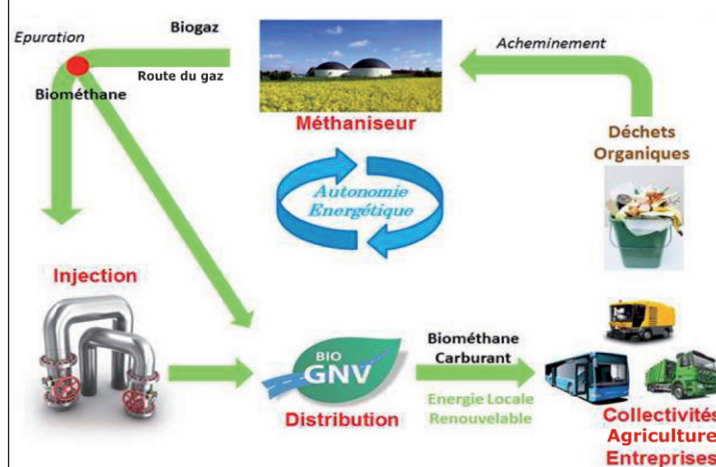 Epuration
Biogaz
Route du gaz
Biométhane
Acheminement
Méthaniseur
Déchets
Organiques
Autonomie
Energétique
Injection
BIO
GNV
Distribution
Biométhane
Carburant
Energie Locale
Renouvelable
Collectivités
Agriculture
Entreprises